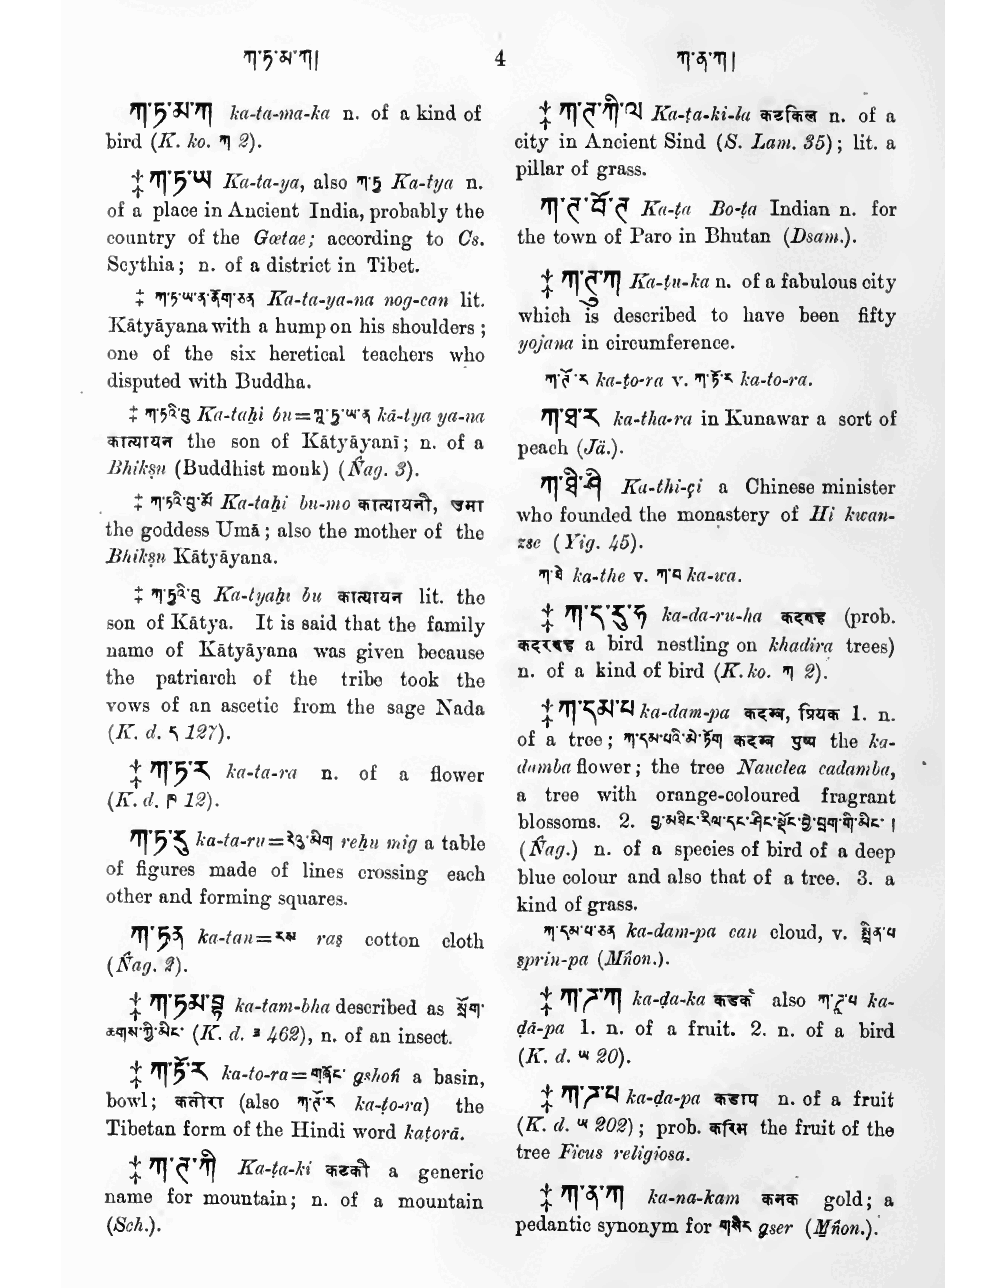 ཀ་ཏ་མ་ཀ།
4
ཀ་ན་ཀ།
ཀ་ཏ་མ་ཀ ka-ta-ma-ka n. of a kind of
bird (K. ko. ཀ 2).
‡ ཀ་ཏ་ཡ Ka-ta-ya, also ཀ་ཏྱ Ka-tya n.
of a place in Ancient India, probably the
country of the Gœtae; according to Cs.
Scythia; n. of a district in Tibet.
‡ ཀ་ཏ་ཡ་ན་ནོག་ཅན Ka-ta-ya-na nog-can lit.
Kātyāyana with a hump on his shoulders;
one of the six heretical teachers who
disputed with Buddha.
‡ ཀ་ཏའི་བུ Ka-taḥi bu=ཀཱ་ཏྱ་ཡ་ན kā-tya ya-na
कात्यायन the son of Kātyāyanī; n. of a
Bhikṣu (Buddhist monk) (Ñag. 3).
‡ ཀ་ཏའི་བུ་མོ Ka-taḥi bu-mo कात्यायनी, उमा
the goddess Umā; also the mother of the
Bhikṣu Kātyāyana.
‡ ཀ་ཏྱའི་བུ Ka-tyaḥi bu कात्यायन lit. the
son of Kātya. It is said that the family
name of Kātyāyana was given because
the patriarch of the tribe took the
vows of an ascetic from the sage Nada
(K. d. ད 127).
‡ ཀ་ཏ་ར ka-ta-ra n. of a flower
(K. d. 12).
ཀ་ཏ་རུ ka-ta-ru=རེའུ་མིག reḥu mig a table
of figures made of lines crossing each
other and forming squares.
ཀ་ཏན ka-tan=རས raṣ cotton cloth
(Ñag. 2).
‡ ཀ་ཏམ་བྷ ka-tam-bha described as སྲོག་
ཆགས་ཀྱི་མིང་ (K. d. 462), n. of an insect.
‡ ཀ་ཏོ་ར ka-to-ra=གཞོང་ gshoṅ a basin,
bowl; कतोरा (also ཀ་ཊོ་ར ka-ṭo-ra) the
Tibetan form of the Hindi word kaṭorā.
‡ ཀ་ཊ་ཀི Ka-ṭa-ki कटकी a generic
name for mountain; n. of a mountain
(Sch.).
‡ ཀ་ཊ་ཀི་ལ Ka-ṭa-ki-la कटकिल n. of a
city in Ancient Sind (S. Lam. 35); lit. a
pillar of grass.
ཀ་ཊ་བོ་ཊ Ka-ṭa Bo-ṭa Indian n. for
the town of Paro in Bhutan (Dsam.).
‡ ཀ་ཊུ་ཀ Ka-ṭu-ka n. of a fabulous city
which is described to have been fifty
yojana in circumference.
ཀ་ཊོ་ར ka-ṭo-ra v. ཀ་ཏོ་ར ka-to-ra.
ཀ་ཐ་ར ka-tha-ra in Kunawar a sort of
peach (Jä.).
ཀ་ཐི་ཤི Ka-thi-çi a Chinese minister
who founded the monastery of Hi kwan-
zse (Yig. 45).
ཀ་ཐེ ka-the v. ཀ་བ ka-wa.
‡ ཀ་ད་རུ་ཧ ka-da-ru-ha कदरुह (prob.
कदररुह a bird nestling on khadira trees)
n. of a kind of bird (K. ko. ཀ 2).
‡ ཀ་དམ་པ ka-dam-pa कदम्ब, प्रियक 1. n.
of a tree; ཀ་དམ་པའི་མེ་ཏོག कदम्ब पुष्प the ka-
damba flower; the tree Nauclea cadamba,
a tree with orange-coloured fragrant
blossoms. 2. བྱ་མཐིང་རིལ་དང་ཤིང་ལྗོང་ཕྱེ་བྲག་གི་མིང་།
(Ñag.) n. of a species of bird of a deep
blue colour and also that of a tree. 3. a
kind of grass.
ཀ་དམ་པ་ཅན ka-dam-pa can cloud, v. སྤྲིན་པ
sprin-pa (Mñon.).
‡ ཀ་ཌ་ཀ ka-ḍa-ka कडक also ཀ་ཌཱ་པ ka-
ḍā-pa 1. n. of a fruit. 2. n. of a bird
(K. d. ཡ 20).
‡ ཀ་ཌ་པ ka-ḍa-pa कडाप n. of a fruit
(K. d. ཡ 202); prob. करिम the fruit of the
tree Ficus religiosa.
‡ ཀ་ན་ཀ ka-na-kam कनक gold; a
pedantic synonym for གསེར gser (Mñon.).